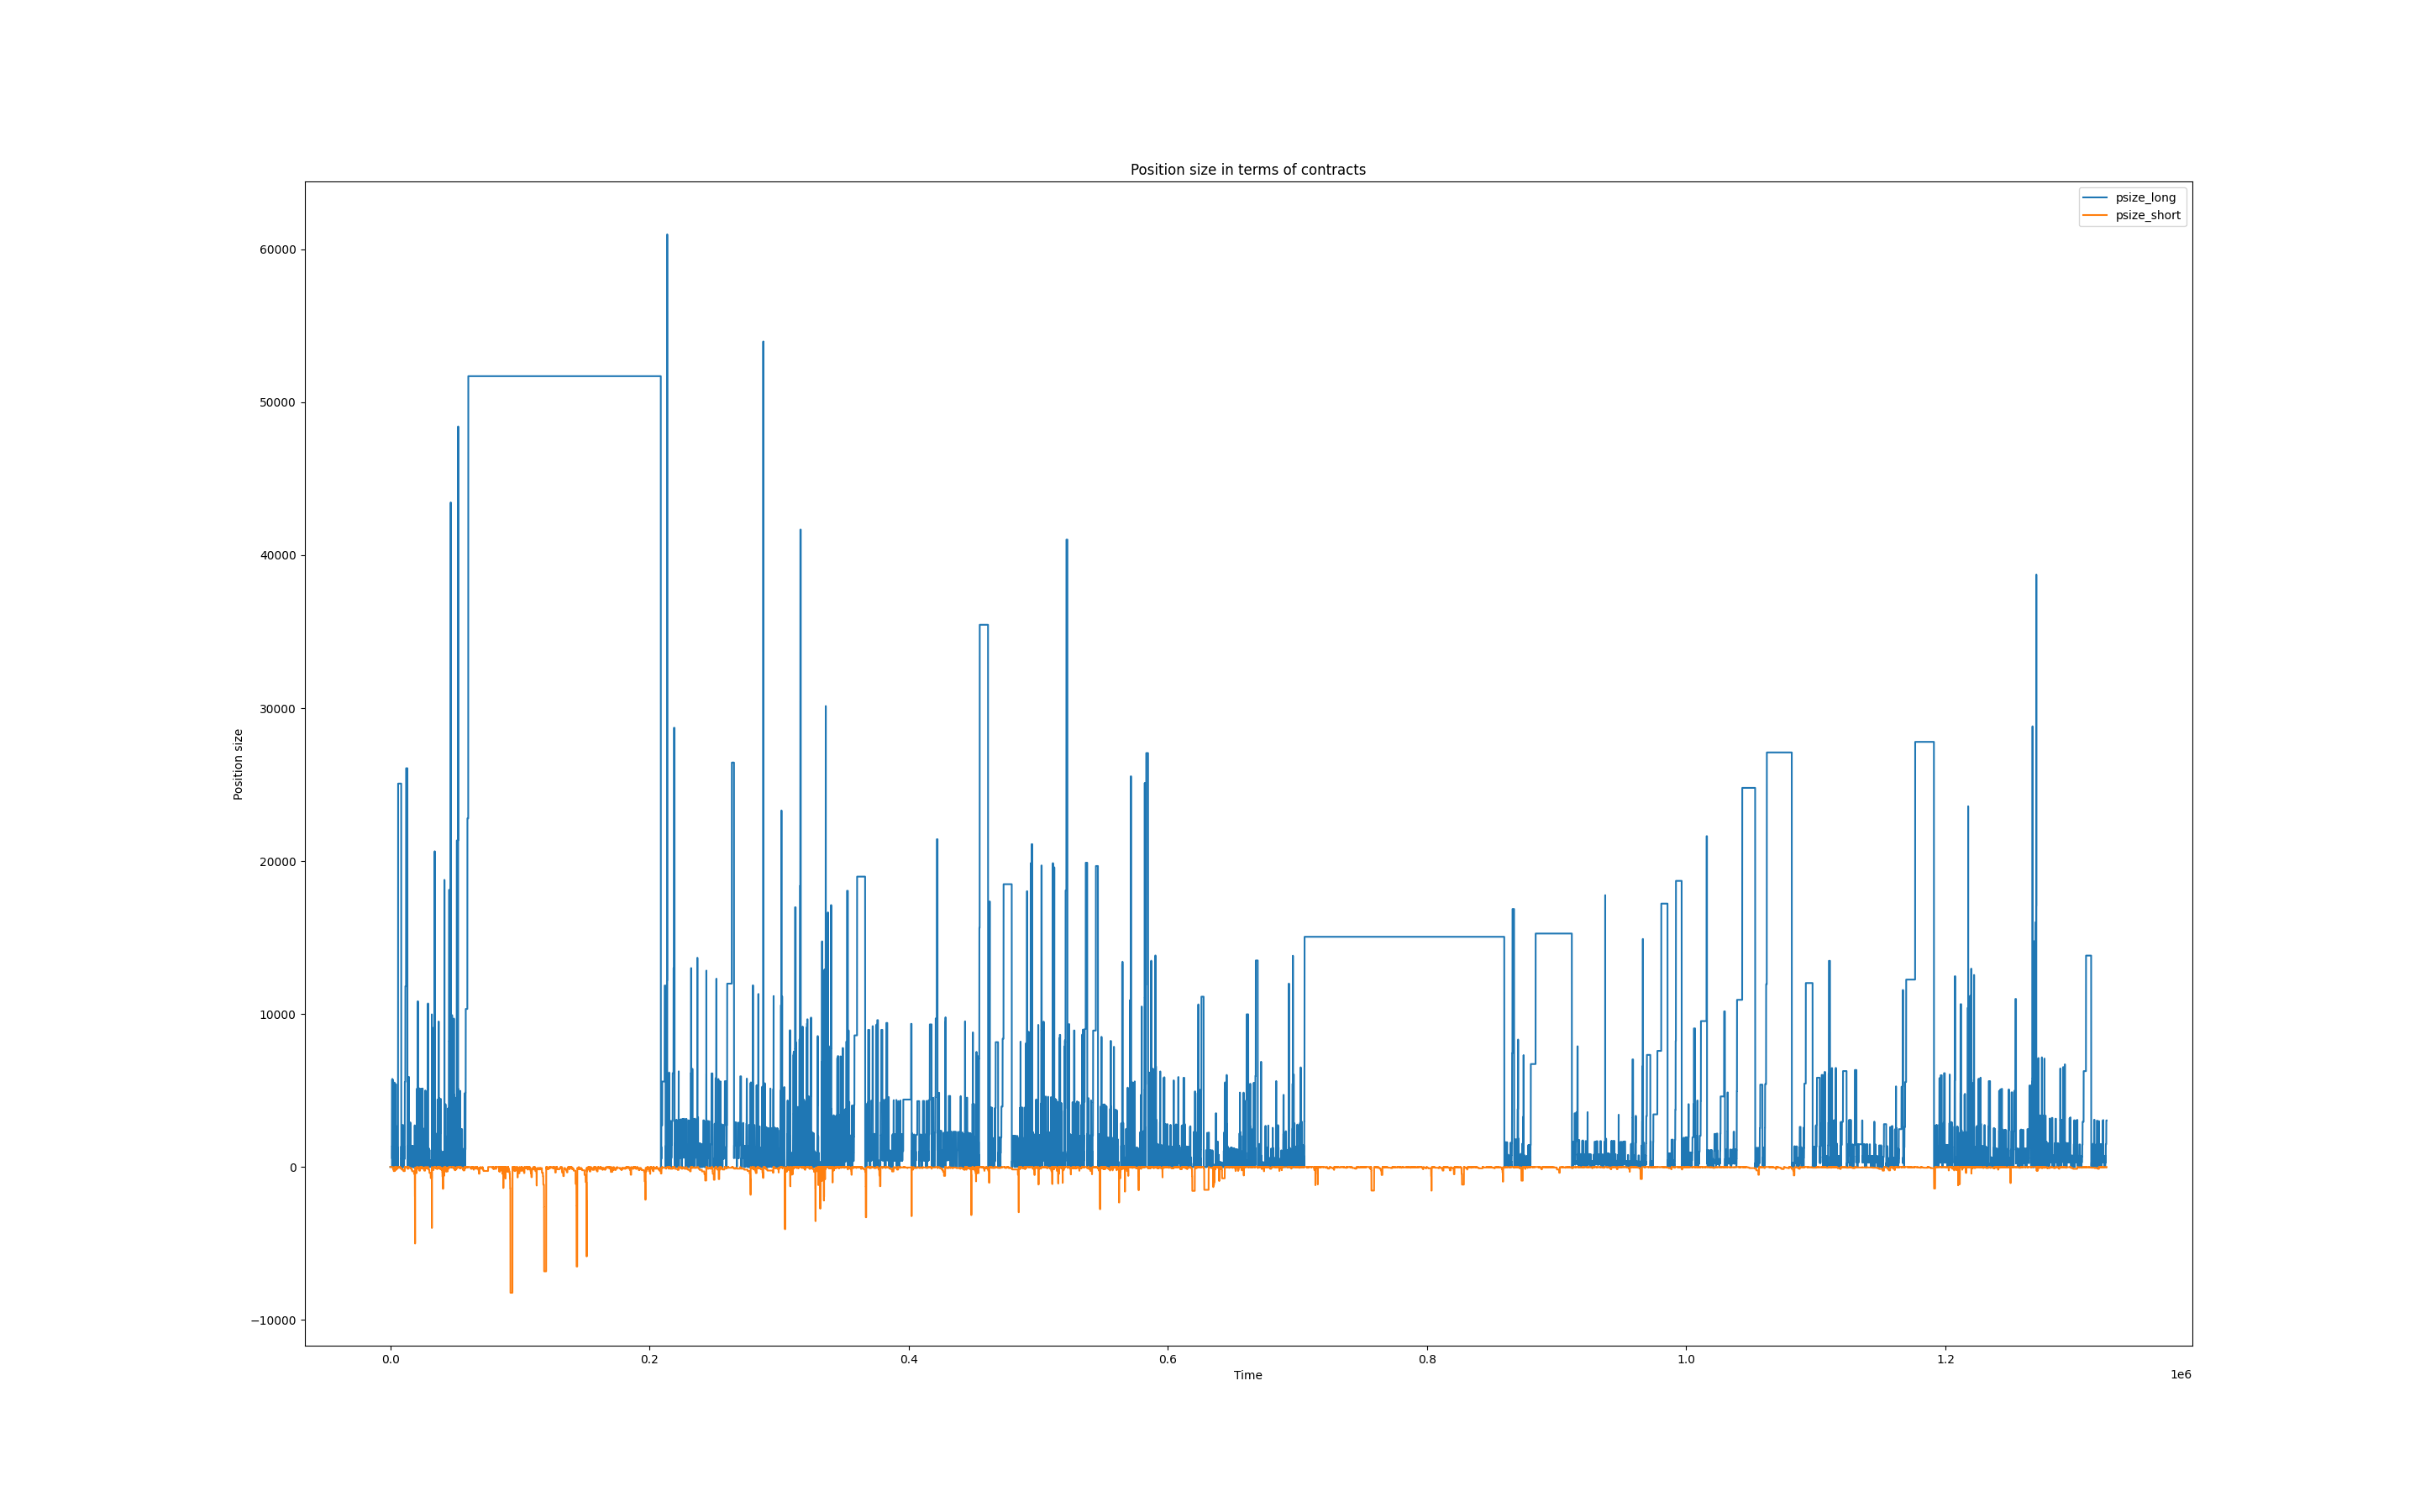 Position size in terms of contracts
psize_long
psize_short
60000
50000
40000
30000
20000
10000
0
−10000
Position size
0.0 0.2 0.4 0.6 0.8 1.0 1.2
Time
1e6